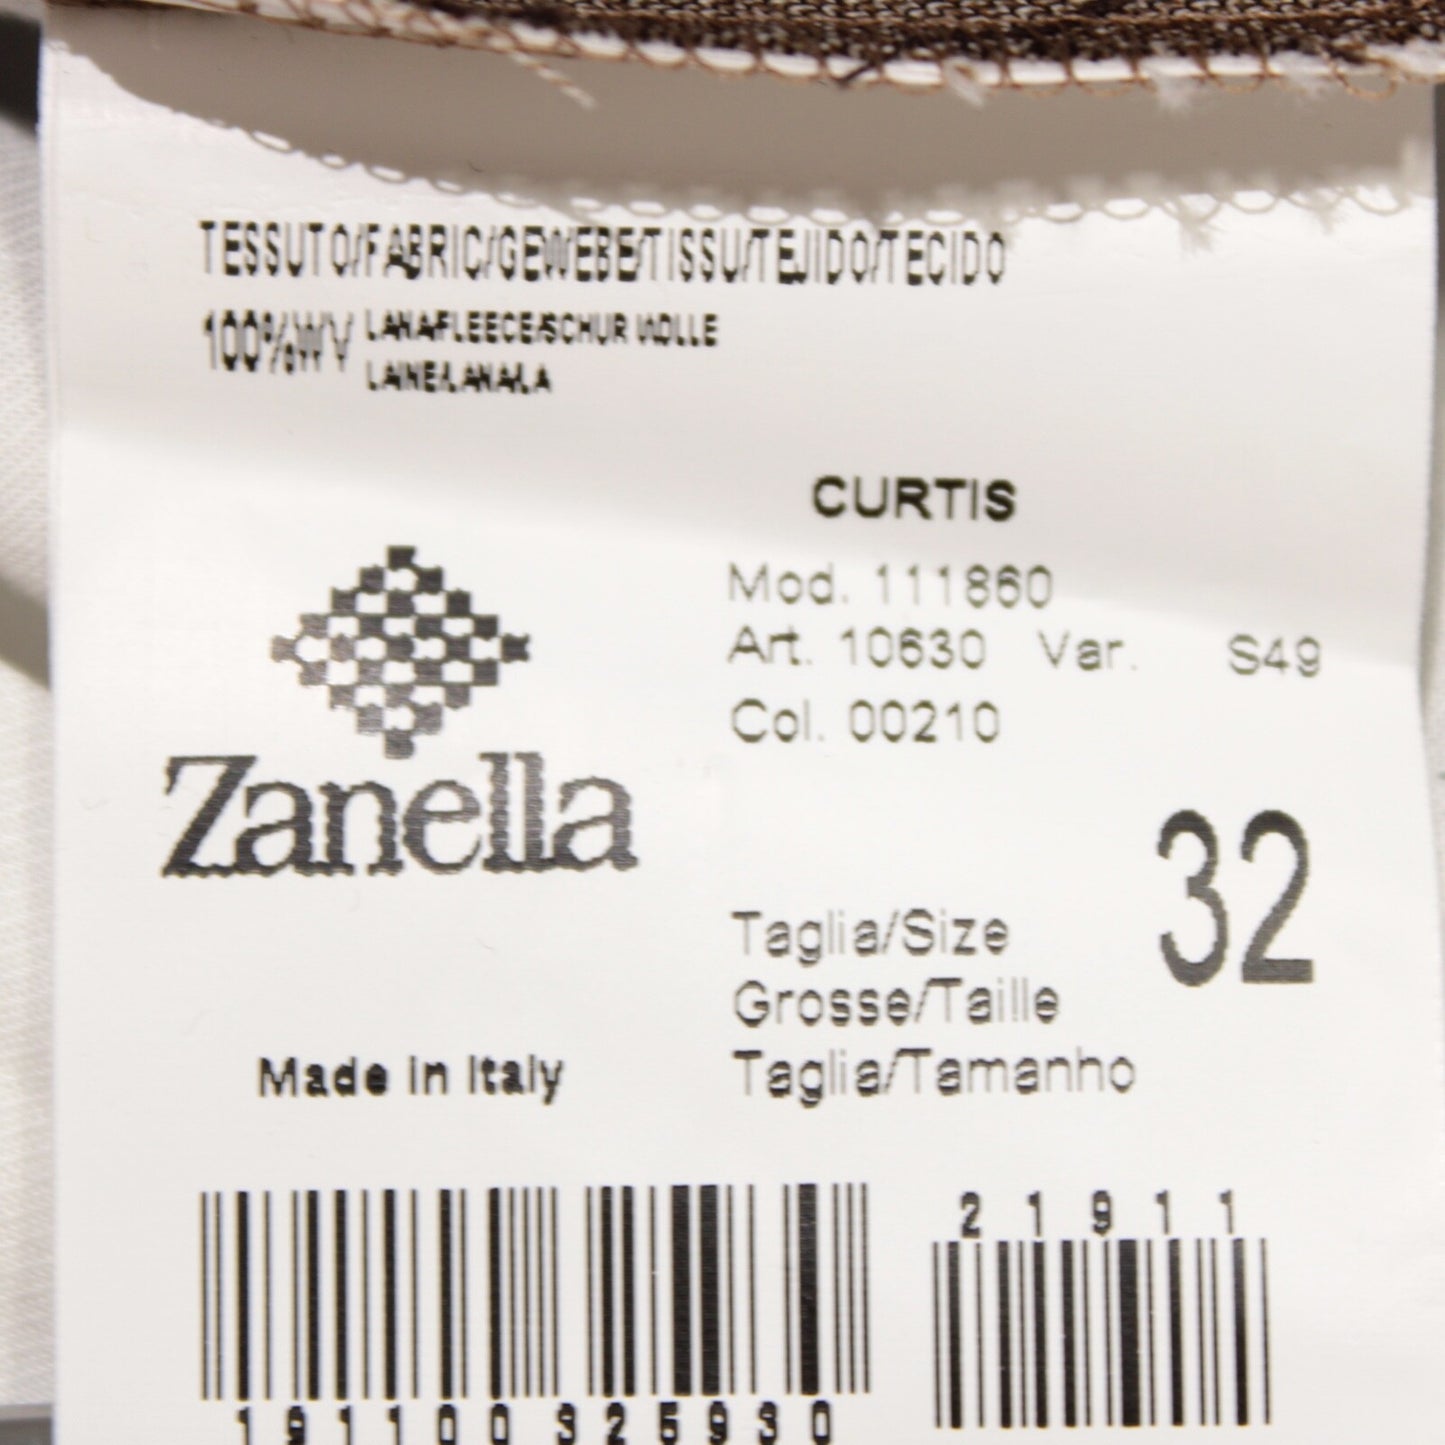 TESSUTO/FABRIC/GEWEBE/TISSU/TEJIDO/TECIDO
100%WV LANA/FLEECE/SCHUR WOLLE
LAINE/LANA/LA
CURTIS
Mod. 111860
Art. 10630 Var. S49
Col. 00210
Zanella
32
Taglia/Size
Grosse/Taille
Taglia/Tamanho
Made in Italy
21911
191100325930